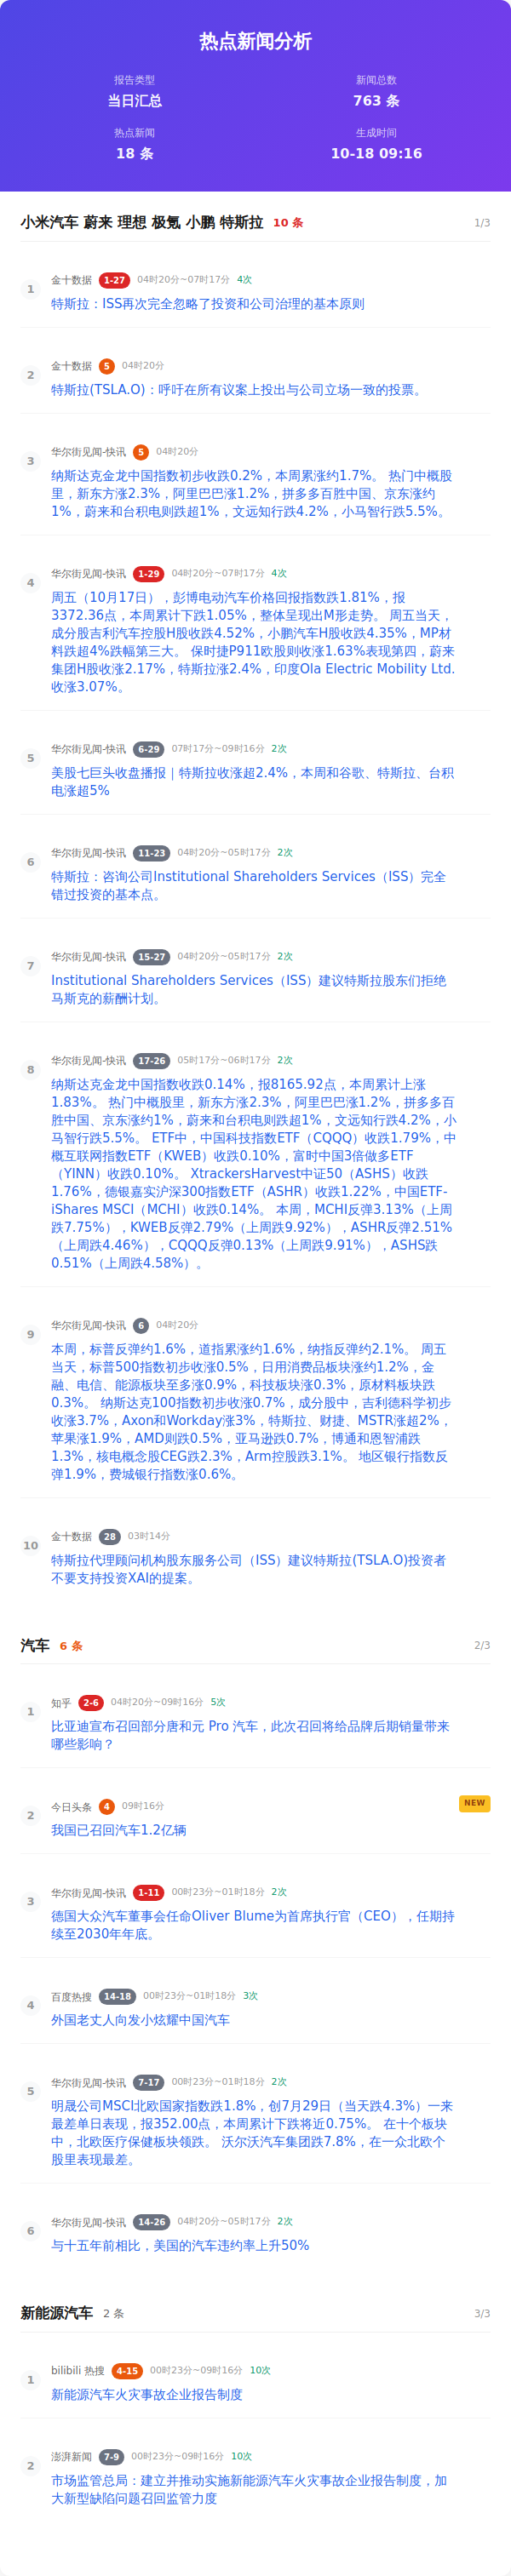 热点新闻分析
报告类型
当日汇总
新闻总数
763 条
热点新闻
18 条
生成时间
10-18 09:16
小米汽车 蔚来 理想 极氪 小鹏 特斯拉 10 条 1/3
1
金十数据 1-27 04时20分~07时17分 4次
特斯拉：ISS再次完全忽略了投资和公司治理的基本原则
2
金十数据 5 04时20分
特斯拉(TSLA.O)：呼吁在所有议案上投出与公司立场一致的投票。
3
华尔街见闻-快讯 5 04时20分
纳斯达克金龙中国指数初步收跌0.2%，本周累涨约1.7%。 热门中概股
里，新东方涨2.3%，阿里巴巴涨1.2%，拼多多百胜中国、京东涨约
1%，蔚来和台积电则跌超1%，文远知行跌4.2%，小马智行跌5.5%。
4
华尔街见闻-快讯 1-29 04时20分~07时17分 4次
周五（10月17日），彭博电动汽车价格回报指数跌1.81%，报
3372.36点，本周累计下跌1.05%，整体呈现出M形走势。 周五当天，
成分股吉利汽车控股H股收跌4.52%，小鹏汽车H股收跌4.35%，MP材
料跌超4%跌幅第三大。 保时捷P911欧股则收涨1.63%表现第四，蔚来
集团H股收涨2.17%，特斯拉涨2.4%，印度Ola Electric Mobility Ltd.
收涨3.07%。
5
华尔街见闻-快讯 6-29 07时17分~09时16分 2次
美股七巨头收盘播报｜特斯拉收涨超2.4%，本周和谷歌、特斯拉、台积
电涨超5%
6
华尔街见闻-快讯 11-23 04时20分~05时17分 2次
特斯拉：咨询公司Institutional Shareholders Services（ISS）完全
错过投资的基本点。
7
华尔街见闻-快讯 15-27 04时20分~05时17分 2次
Institutional Shareholders Services（ISS）建议特斯拉股东们拒绝
马斯克的薪酬计划。
8
华尔街见闻-快讯 17-26 05时17分~06时17分 2次
纳斯达克金龙中国指数收跌0.14%，报8165.92点，本周累计上涨
1.83%。 热门中概股里，新东方涨2.3%，阿里巴巴涨1.2%，拼多多百
胜中国、京东涨约1%，蔚来和台积电则跌超1%，文远知行跌4.2%，小
马智行跌5.5%。 ETF中，中国科技指数ETF（CQQQ）收跌1.79%，中
概互联网指数ETF（KWEB）收跌0.10%，富时中国3倍做多ETF
（YINN）收跌0.10%。 XtrackersHarvest中证50（ASHS）收跌
1.76%，德银嘉实沪深300指数ETF（ASHR）收跌1.22%，中国ETF-
iShares MSCI（MCHI）收跌0.14%。 本周，MCHI反弹3.13%（上周
跌7.75%），KWEB反弹2.79%（上周跌9.92%），ASHR反弹2.51%
（上周跌4.46%），CQQQ反弹0.13%（上周跌9.91%），ASHS跌
0.51%（上周跌4.58%）。
9
华尔街见闻-快讯 6 04时20分
本周，标普反弹约1.6%，道指累涨约1.6%，纳指反弹约2.1%。 周五
当天，标普500指数初步收涨0.5%，日用消费品板块涨约1.2%，金
融、电信、能源板块至多涨0.9%，科技板块涨0.3%，原材料板块跌
0.3%。 纳斯达克100指数初步收涨0.7%，成分股中，吉利德科学初步
收涨3.7%，Axon和Workday涨3%，特斯拉、财捷、MSTR涨超2%，
苹果涨1.9%，AMD则跌0.5%，亚马逊跌0.7%，博通和恩智浦跌
1.3%，核电概念股CEG跌2.3%，Arm控股跌3.1%。 地区银行指数反
弹1.9%，费城银行指数涨0.6%。
10
金十数据 28 03时14分
特斯拉代理顾问机构股东服务公司（ISS）建议特斯拉(TSLA.O)投资者
不要支持投资XAI的提案。
汽车 6 条 2/3
1
知乎 2-6 04时20分~09时16分 5次
比亚迪宣布召回部分唐和元 Pro 汽车，此次召回将给品牌后期销量带来
哪些影响？
2
今日头条 4 09时16分 NEW
我国已召回汽车1.2亿辆
3
华尔街见闻-快讯 1-11 00时23分~01时18分 2次
德国大众汽车董事会任命Oliver Blume为首席执行官（CEO），任期持
续至2030年年底。
4
百度热搜 14-18 00时23分~01时18分 3次
外国老丈人向发小炫耀中国汽车
5
华尔街见闻-快讯 7-17 00时23分~01时18分 2次
明晟公司MSCI北欧国家指数跌1.8%，创7月29日（当天跌4.3%）一来
最差单日表现，报352.00点，本周累计下跌将近0.75%。 在十个板块
中，北欧医疗保健板块领跌。 沃尔沃汽车集团跌7.8%，在一众北欧个
股里表现最差。
6
华尔街见闻-快讯 14-26 04时20分~05时17分 2次
与十五年前相比，美国的汽车违约率上升50%
新能源汽车 2 条 3/3
1
bilibili 热搜 4-15 00时23分~09时16分 10次
新能源汽车火灾事故企业报告制度
2
澎湃新闻 7-9 00时23分~09时16分 10次
市场监管总局：建立并推动实施新能源汽车火灾事故企业报告制度，加
大新型缺陷问题召回监管力度